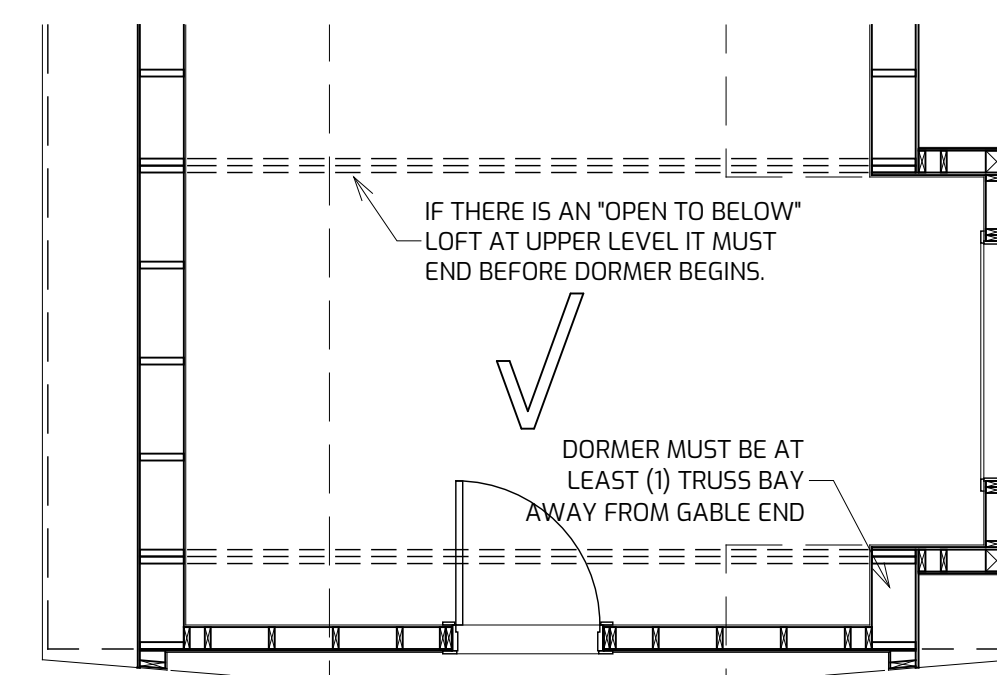 IF THERE IS AN "OPEN TO BELOW"
LOFT AT UPPER LEVEL IT MUST
END BEFORE DORMER BEGINS.
DORMER MUST BE AT
LEAST (1) TRUSS BAY
AWAY FROM GABLE END